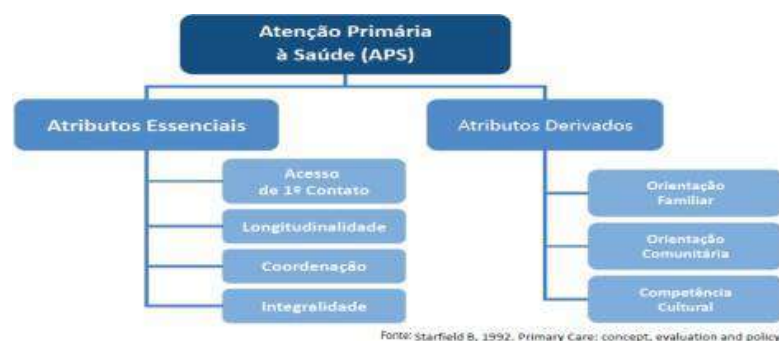 Atenção Primária
à Saúde (APS)
Atributos Essenciais
Acesso
de 1º Contato
Longitudinalidade
Coordenação
Integralidade
Atributos Derivados
Orientação
Familiar
Orientação
Comunitária
Competência
Cultural
Fonte: Starfield B, 1992. Primary Care: concept, evaluation and policy